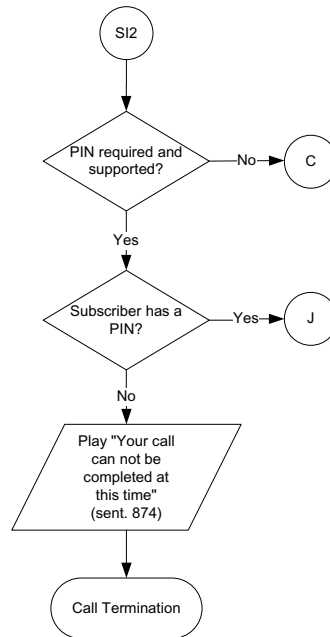 SI2
PIN required and
supported?
No
C
Yes
Subscriber has a
PIN?
Yes
J
No
Play "Your call
can not be
completed at
this time"
(sent. 874)
Call Termination